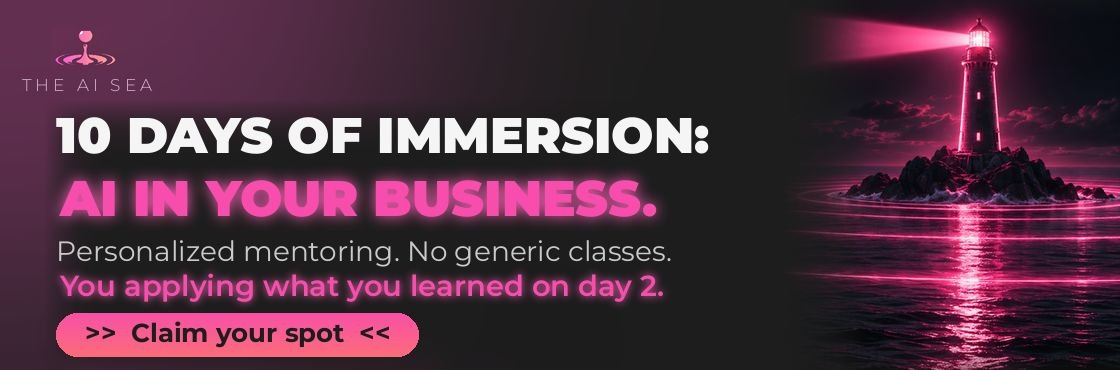 THE AI SEA
10 DAYS OF IMMERSION:
AI IN YOUR BUSINESS.
Personalized mentoring. No generic classes.
You applying what you learned on day 2.
>> Claim your spot <<